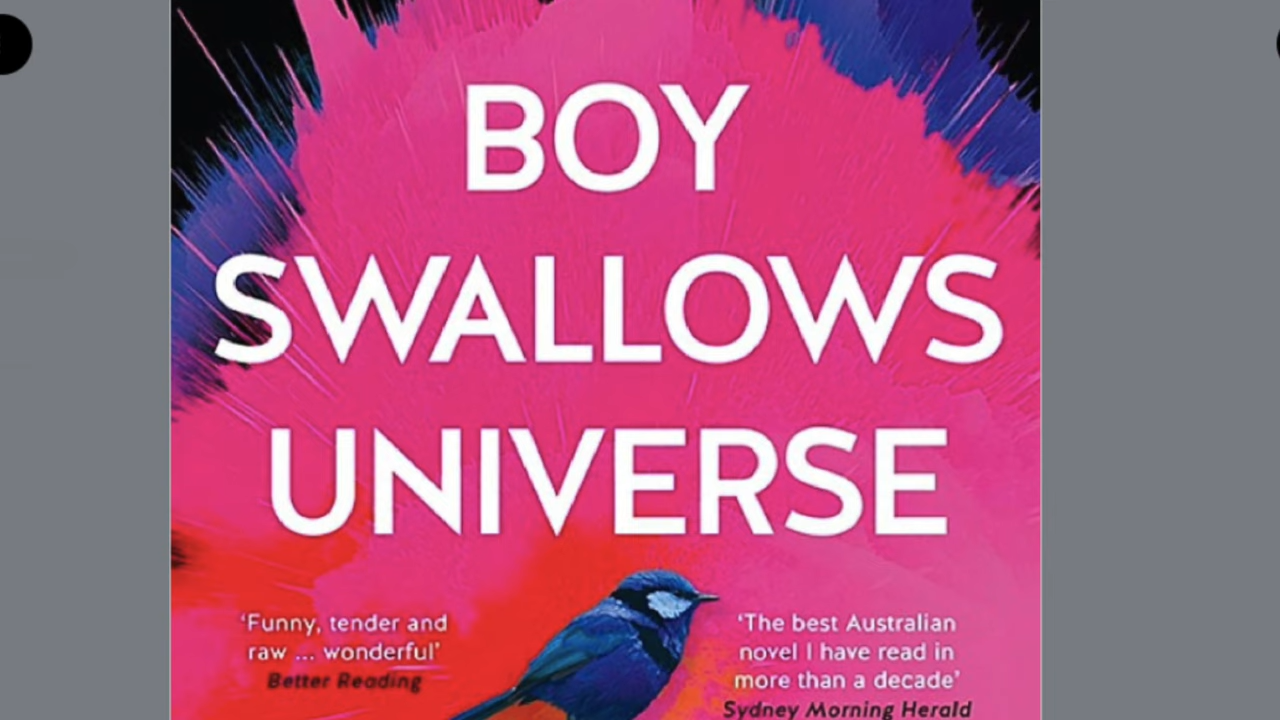 BOY
SWALLOWS
UNIVERSE
‘Funny, tender and
raw ... wonderful’
Better Reading
‘The best Australian
novel I have read in
more than a decade’
Sydney Morning Herald